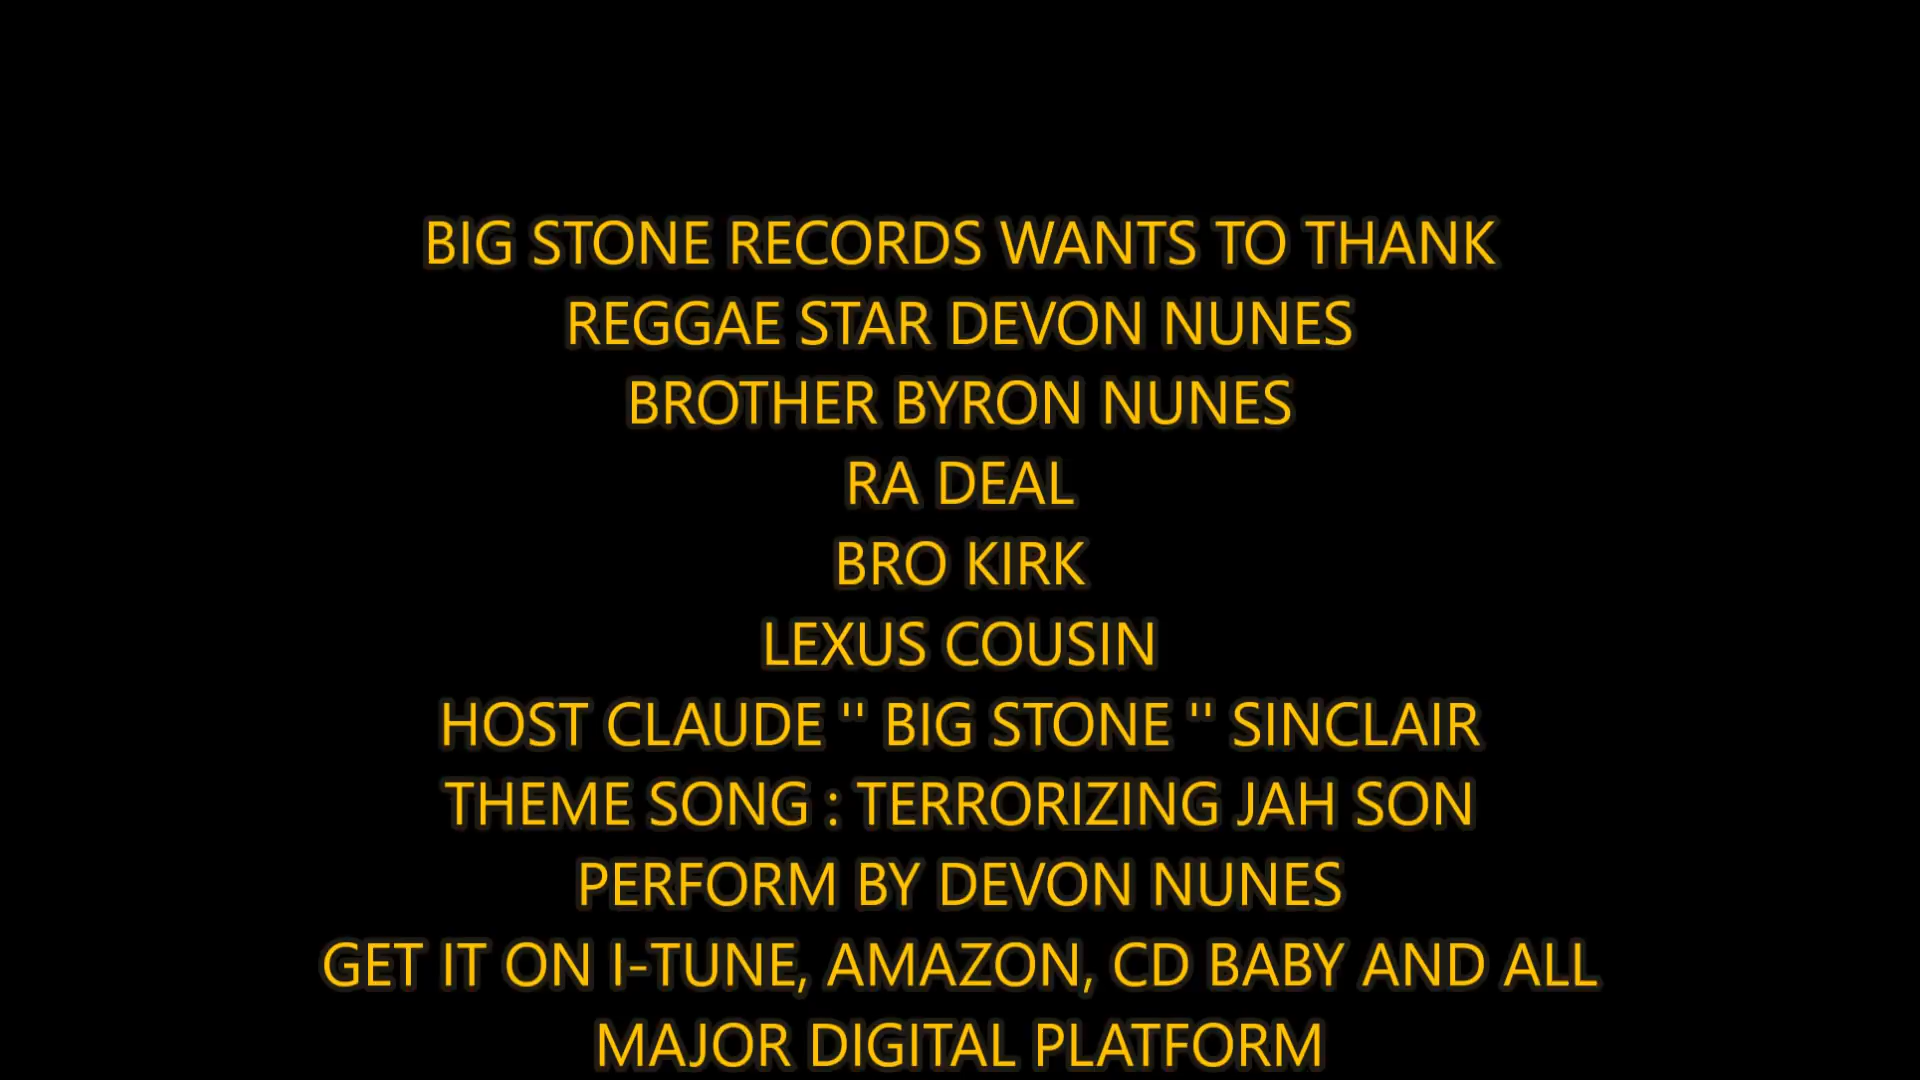 BIG STONE RECORDS WANTS TO THANK
REGGAE STAR DEVON NUNES
BROTHER BYRON NUNES
RA DEAL
BRO KIRK
LEXUS COUSIN
HOST CLAUDE " BIG STONE " SINCLAIR
THEME SONG : TERRORIZING JAH SON
PERFORM BY DEVON NUNES
GET IT ON I-TUNE, AMAZON, CD BABY AND ALL
MAJOR DIGITAL PLATFORM